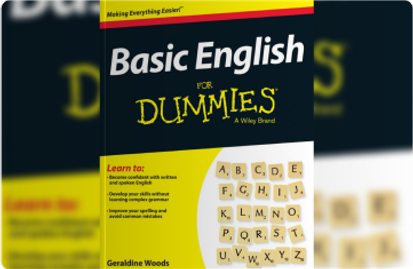 Making Everything Easier!™
Basic English
FOR
DUMMIES®
A Wiley Brand
Learn to:
• Become confident with written
and spoken English
• Develop your skills without
learning complex grammar
• Improve your spelling and
avoid common mistakes
A B C D E
F G H I J
K L M N O
P Q R S T
U V W X Y Z
Geraldine Woods